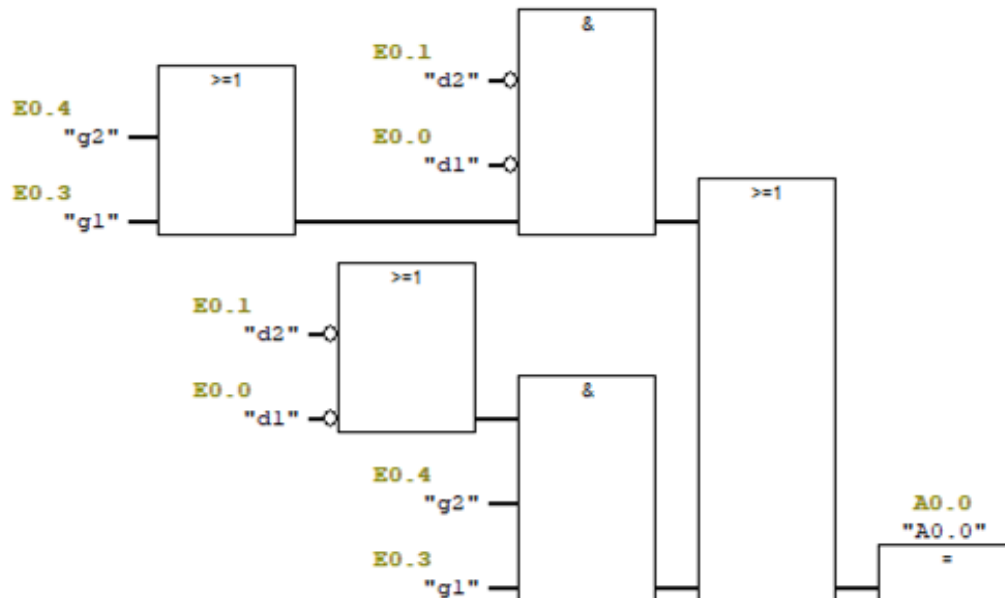 &
E0.1
"d2"
>=1
E0.4
"g2"
E0.0
"d1"
E0.3
"g1"
>=1
>=1
E0.1
"d2"
E0.0
"d1"
&
E0.4
"g2"
A0.0
"A0.0"
=
E0.3
"g1"